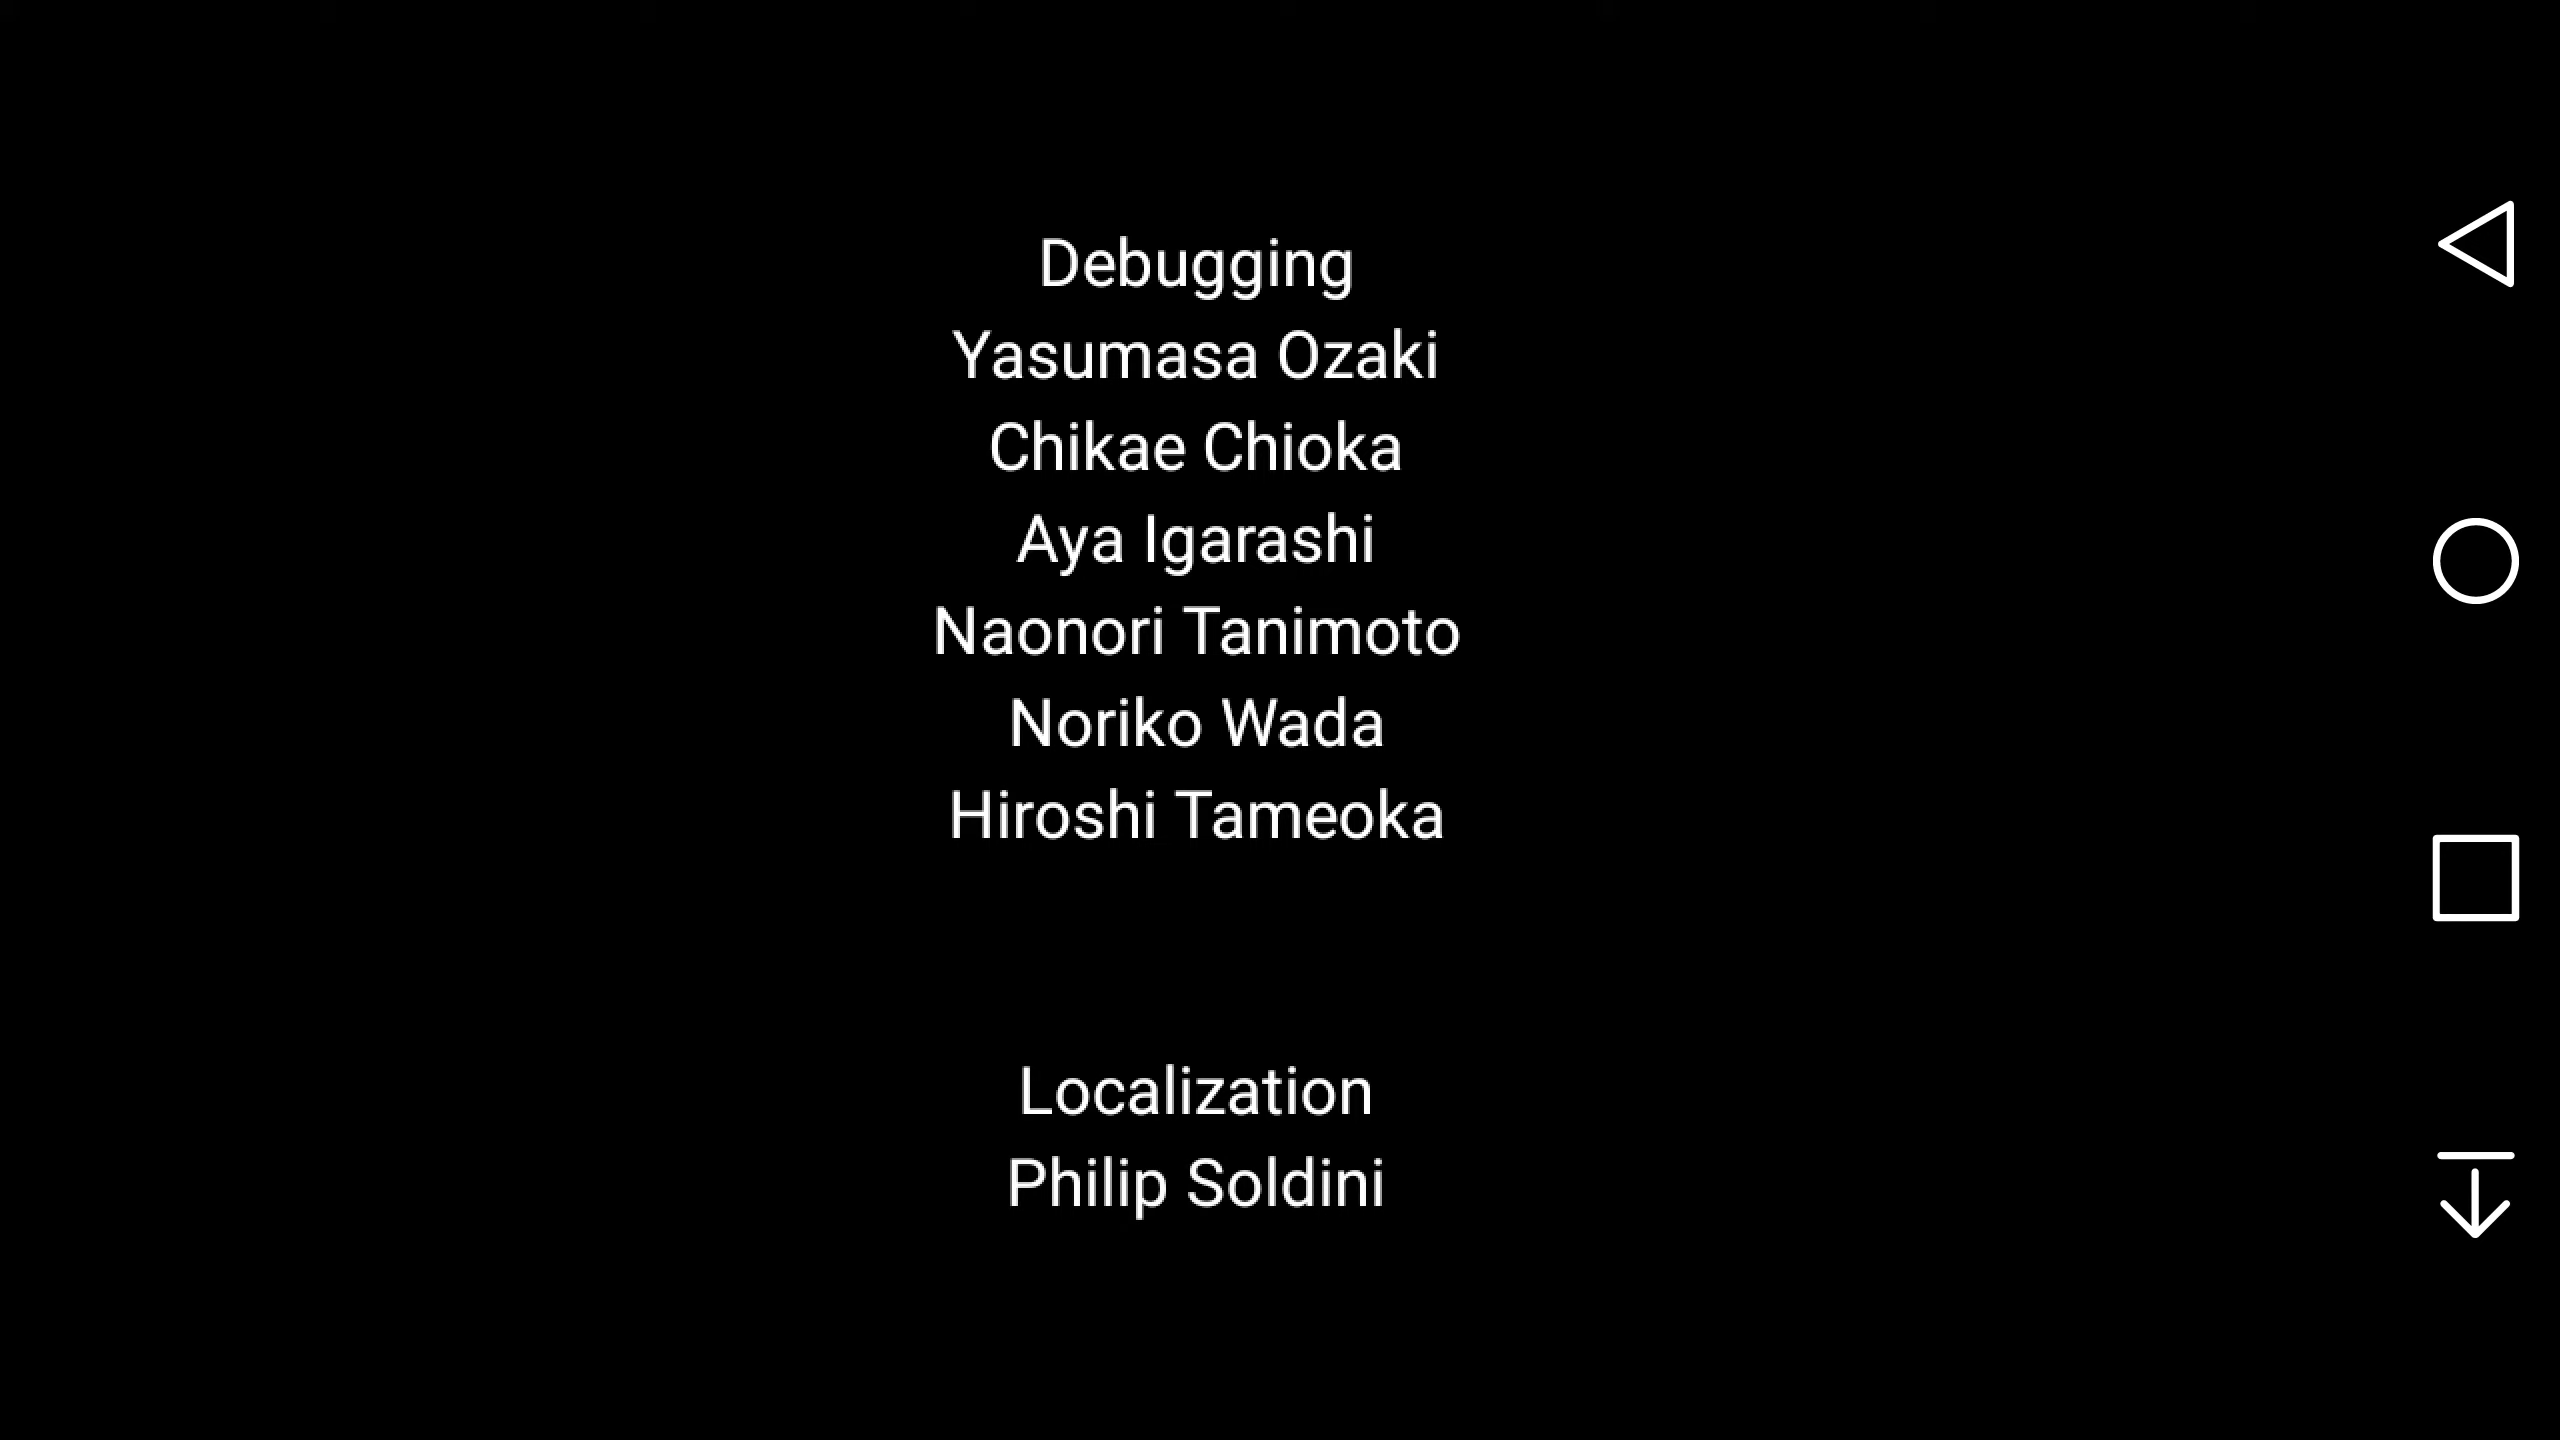 Debugging
Yasumasa Ozaki
Chikae Chioka
Aya Igarashi
Naonori Tanimoto
Noriko Wada
Hiroshi Tameoka
Localization
Philip Soldini